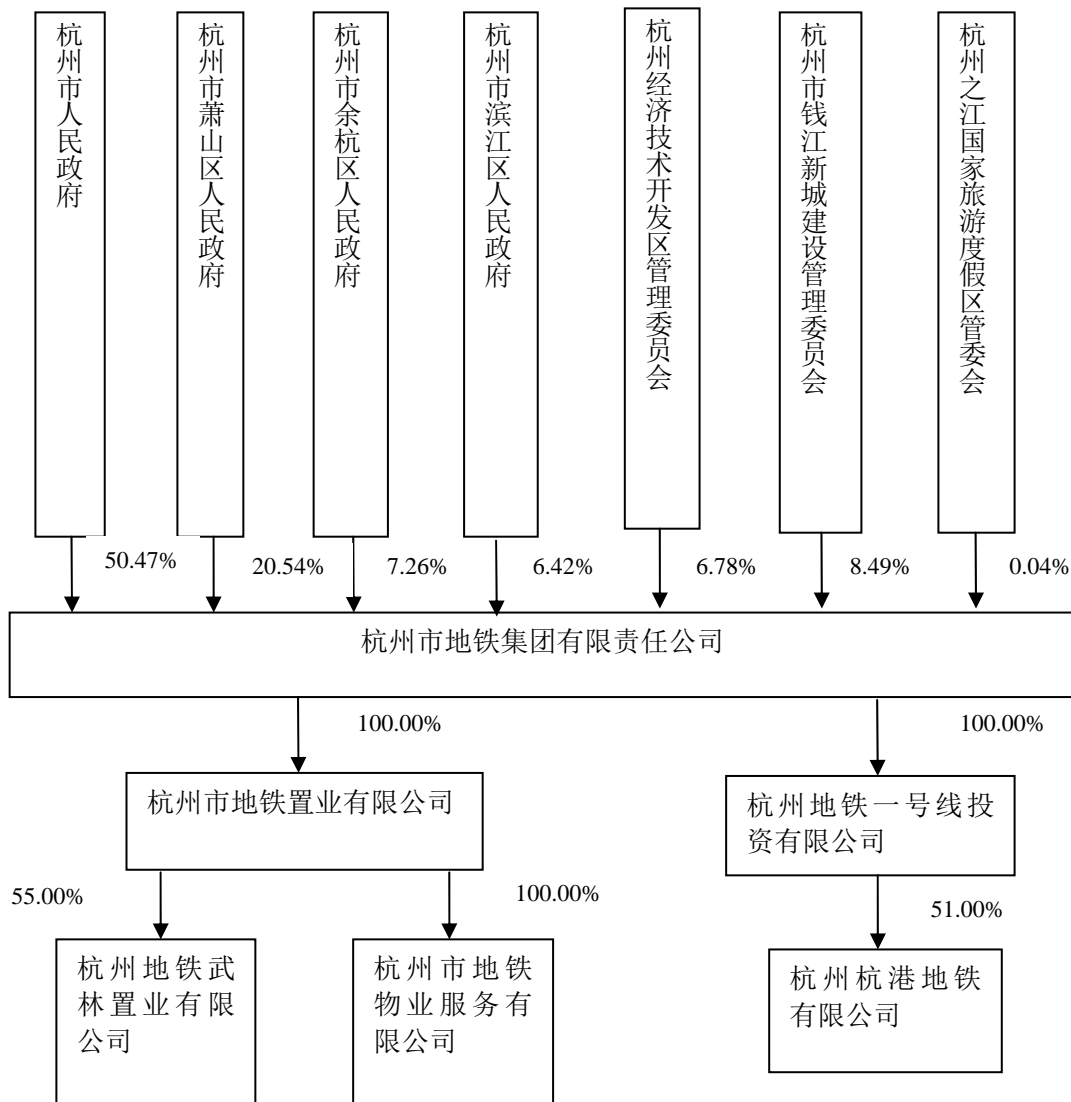 杭州市人民政府
杭州市萧山区人民政府
杭州市余杭区人民政府
杭州市滨江区人民政府
杭州经济技术开发区管理委员会
杭州市钱江新城建设管理委员会
杭州之江国家旅游度假区管委会
50.47%
20.54%
7.26%
6.42%
6.78%
8.49%
0.04%
杭州市地铁集团有限责任公司
100.00%
100.00%
杭州市地铁置业有限公司
杭州地铁一号线投
资有限公司
55.00%
100.00%
51.00%
杭州地铁武
林置业有限
公司
杭州市地铁
物业服务有
限公司
杭州杭港地铁
有限公司